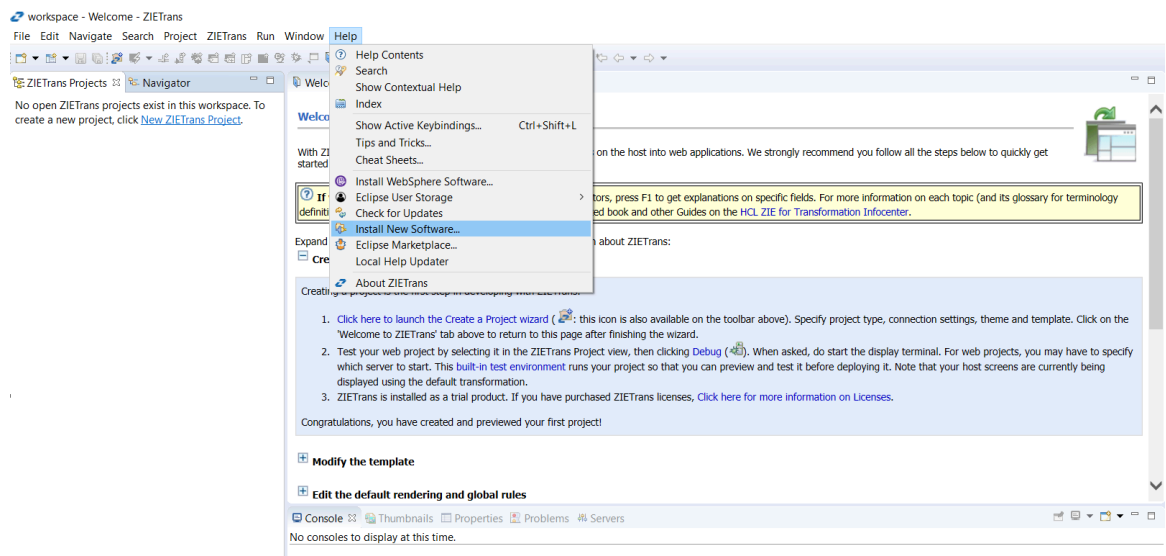 workspace - Welcome - ZIETrans
File Edit Navigate Search Project ZIETrans Run Window Help
Help Contents
Search
Show Contextual Help
Index
Show Active Keybindings... Ctrl+Shift+L
Tips and Tricks...
Cheat Sheets...
Install WebSphere Software...
Eclipse User Storage
Check for Updates
Install New Software...
Eclipse Marketplace...
Local Help Updater
About ZIETrans
ZIETrans Projects Navigator
No open ZIETrans projects exist in this workspace. To
create a new project, click New ZIETrans Project.
Welc
Welco
With ZI on the host into web applications. We strongly recommend you follow all the steps below to quickly get
started
If tors, press F1 to get explanations on specific fields. For more information on each topic (and its glossary for terminology
definiti ed book and other Guides on the HCL ZIE for Transformation Infocenter.
Expand about ZIETrans:
Cre
1. Click here to launch the Create a Project wizard ( : this icon is also available on the toolbar above). Specify project type, connection settings, theme and template. Click on the
'Welcome to ZIETrans' tab above to return to this page after finishing the wizard.
2. Test your web project by selecting it in the ZIETrans Project view, then clicking Debug ( ). When asked, do start the display terminal. For web projects, you may have to specify
which server to start. This built-in test environment runs your project so that you can preview and test it before deploying it. Note that your host screens are currently being
displayed using the default transformation.
3. ZIETrans is installed as a trial product. If you have purchased ZIETrans licenses, Click here for more information on Licenses.
Congratulations, you have created and previewed your first project!
Modify the template
Edit the default rendering and global rules
Console Thumbnails Properties Problems Servers
No consoles to display at this time.